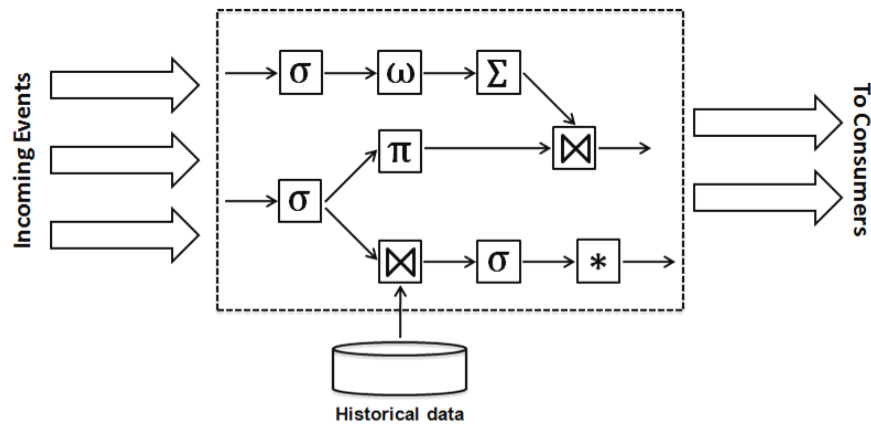 Incoming Events
σ ω Σ
π ⋈
σ
⋈ σ *
Historical data
To Consumers